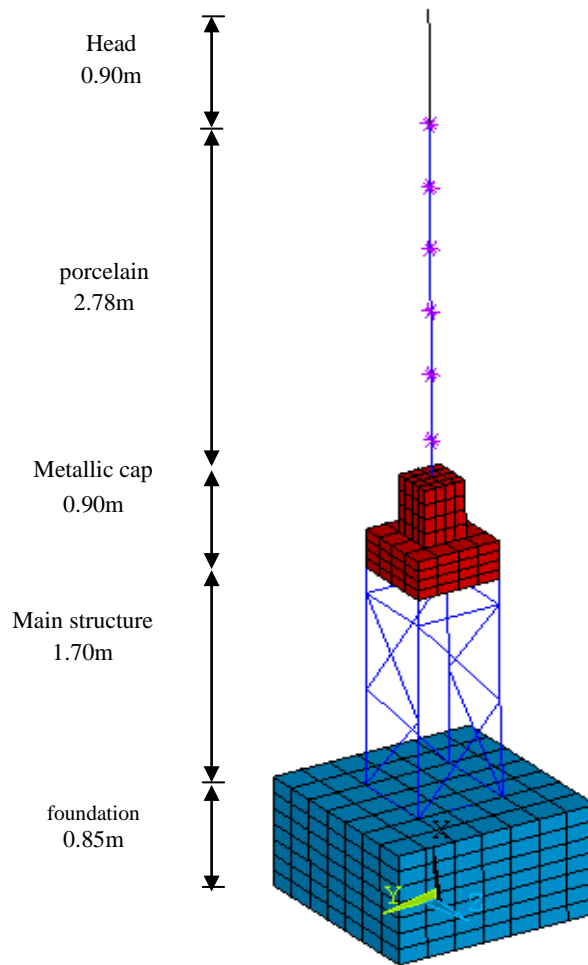 Head
0.90m
porcelain
2.78m
Metallic cap
0.90m
Main structure
1.70m
foundation
0.85m
X
Y
Z